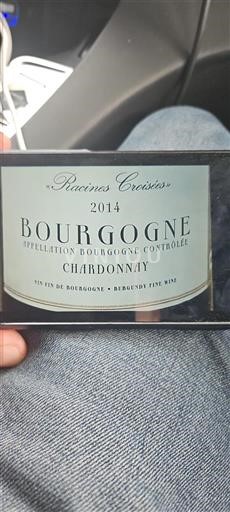 "Racines Croisées"
2014
BOURGOGNE
APPELLATION BOURGOGNE CONTRÔLÉE
CHARDONNAY
VIN FIN DE BOURGOGNE • BURGUNDY FINE WINE